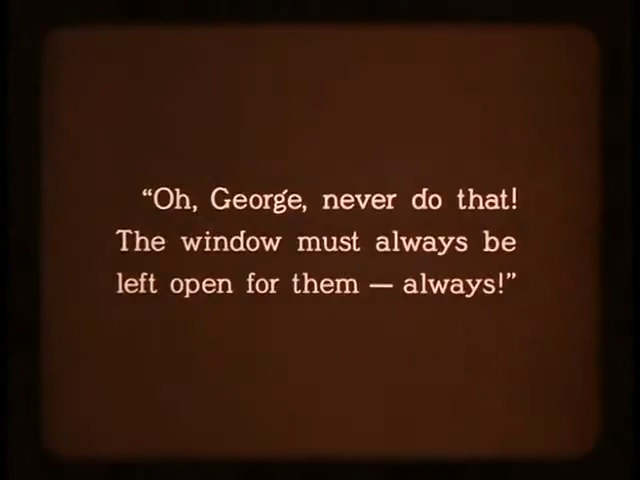 “Oh, George, never do that!
The window must always be
left open for them — always!”